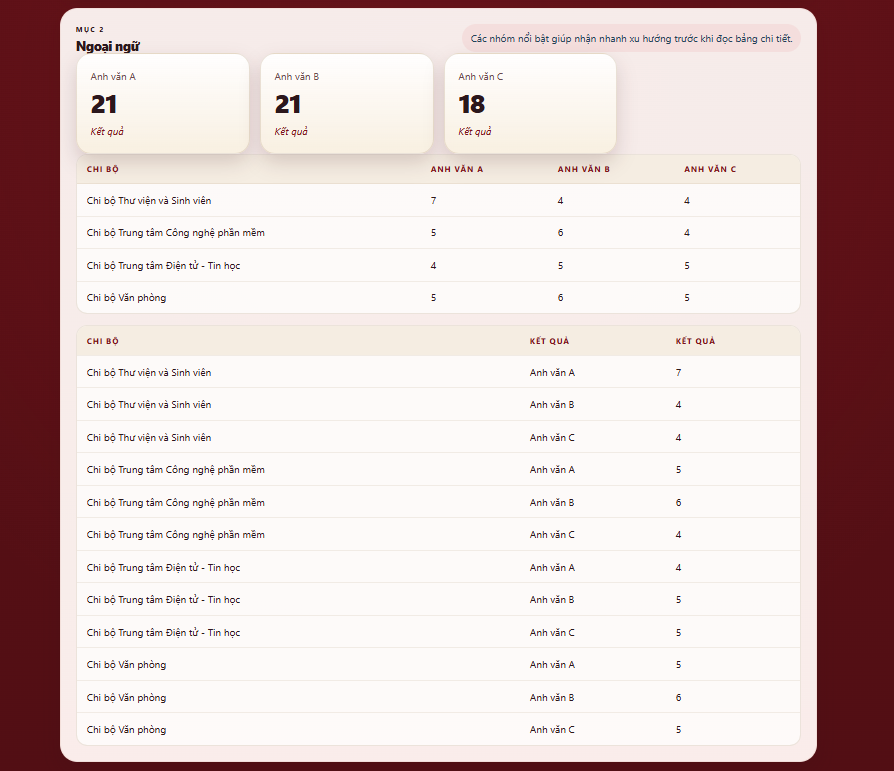 MỤC 2
Ngoại ngữ
Các nhóm nổi bật giúp nhận nhanh xu hướng trước khi đọc bảng chi tiết.
Anh văn A
21
Kết quả
Anh văn B
21
Kết quả
Anh văn C
18
Kết quả
CHI BỘ ANH VĂN A ANH VĂN B ANH VĂN C
Chi bộ Thư viện và Sinh viên 7 4 4
Chi bộ Trung tâm Công nghệ phần mềm 5 6 4
Chi bộ Trung tâm Điện tử - Tin học 4 5 5
Chi bộ Văn phòng 5 6 5
CHI BỘ KẾT QUẢ KẾT QUẢ
Chi bộ Thư viện và Sinh viên Anh văn A 7
Chi bộ Thư viện và Sinh viên Anh văn B 4
Chi bộ Thư viện và Sinh viên Anh văn C 4
Chi bộ Trung tâm Công nghệ phần mềm Anh văn A 5
Chi bộ Trung tâm Công nghệ phần mềm Anh văn B 6
Chi bộ Trung tâm Công nghệ phần mềm Anh văn C 4
Chi bộ Trung tâm Điện tử - Tin học Anh văn A 4
Chi bộ Trung tâm Điện tử - Tin học Anh văn B 5
Chi bộ Trung tâm Điện tử - Tin học Anh văn C 5
Chi bộ Văn phòng Anh văn A 5
Chi bộ Văn phòng Anh văn B 6
Chi bộ Văn phòng Anh văn C 5